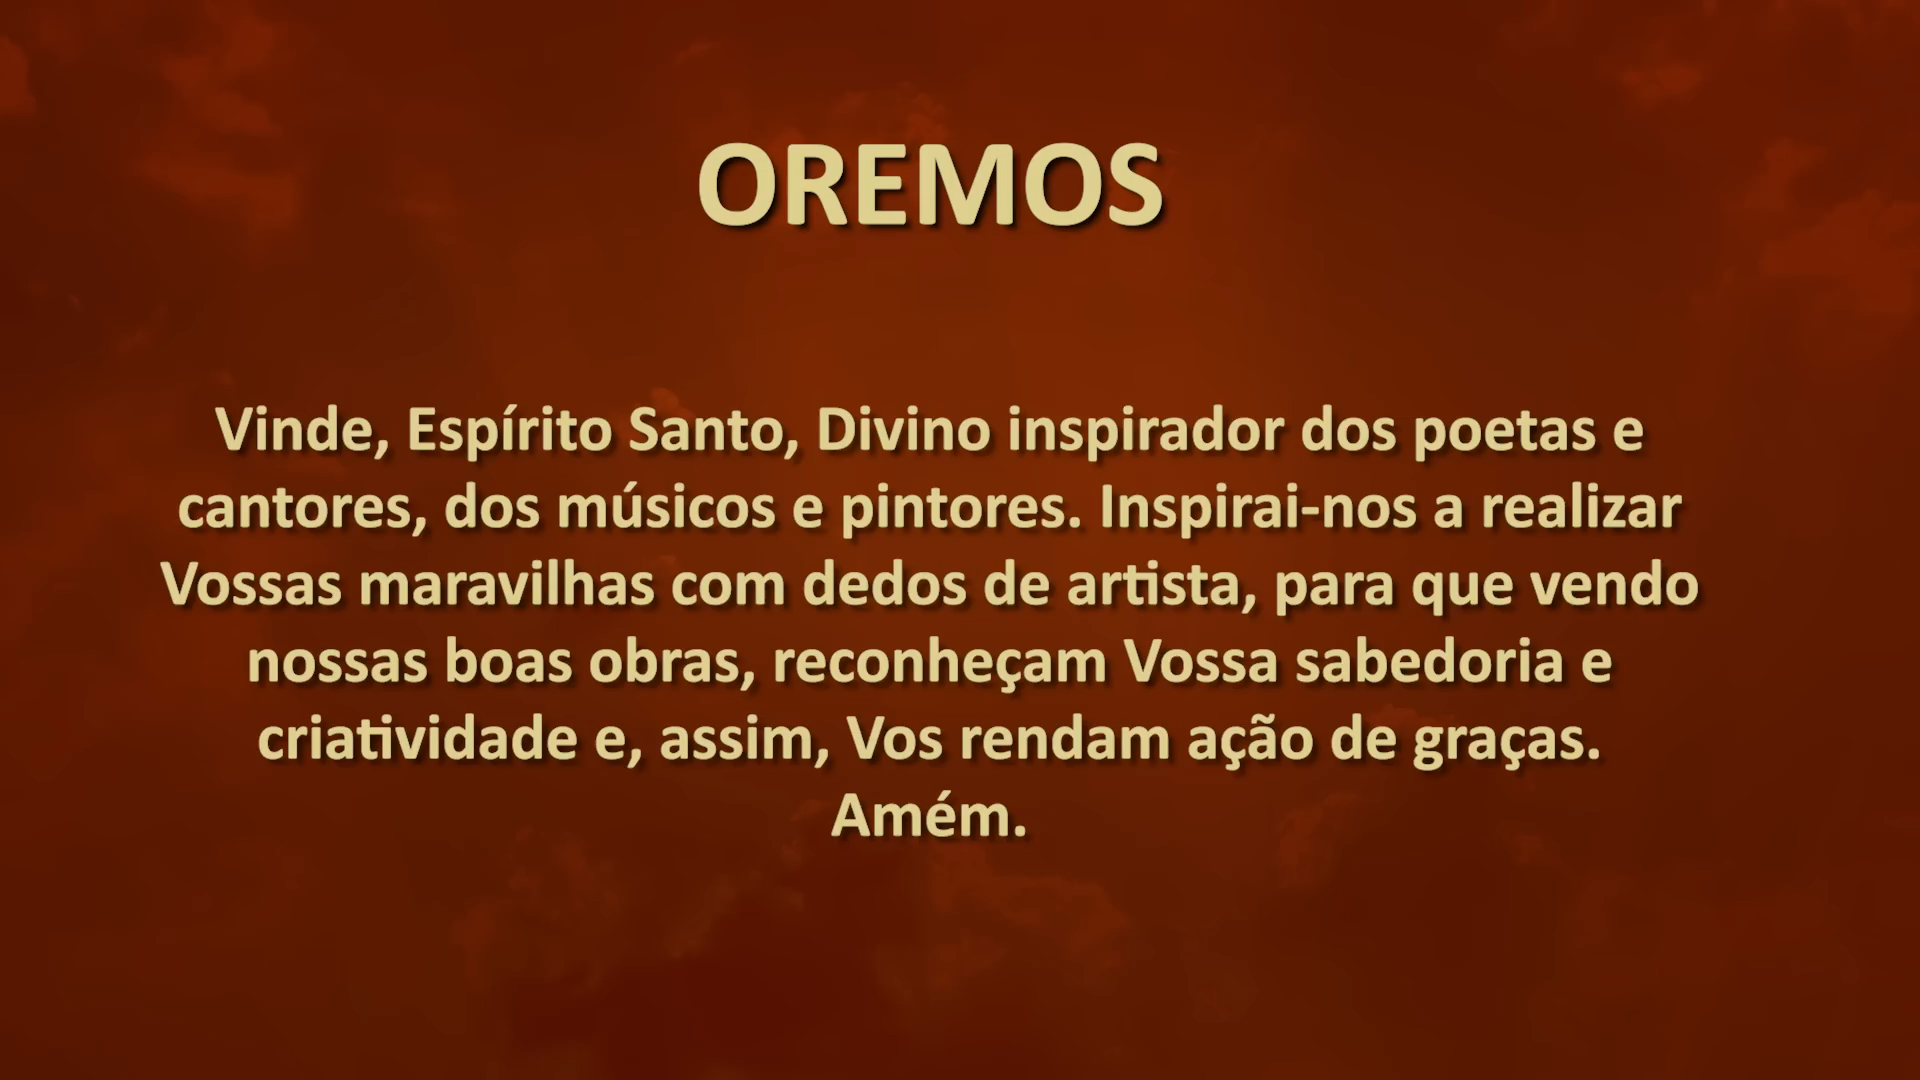 OREMOS
Vinde, Espírito Santo, Divino inspirador dos poetas e
cantores, dos músicos e pintores. Inspirai-nos a realizar
Vossas maravilhas com dedos de artista, para que vendo
nossas boas obras, reconheçam Vossa sabedoria e
criatividade e, assim, Vos rendam ação de graças.
Amém.